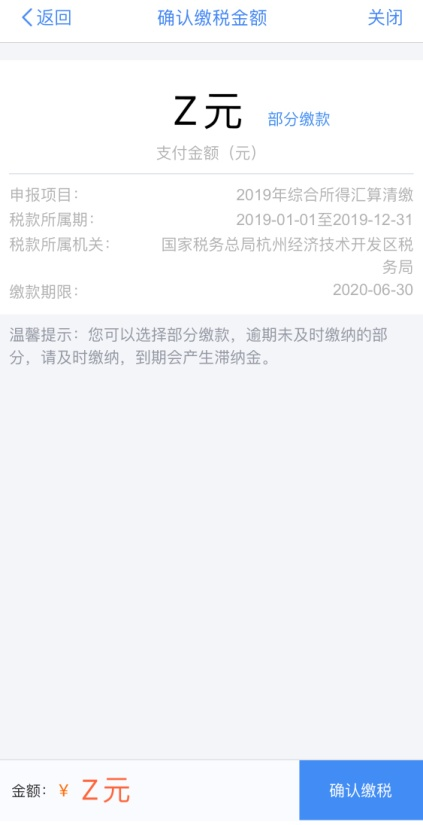 返回 确认缴税金额 关闭
Z元 部分缴款
支付金额（元）
申报项目： 2019年综合所得汇算清缴
税款所属期： 2019-01-01至2019-12-31
税款所属机关： 国家税务总局杭州经济技术开发区税
务局
缴款期限： 2020-06-30
温馨提示：您可以选择部分缴款，逾期未及时缴纳的部
分，请及时缴纳，到期会产生滞纳金。
金额：￥ Z元 确认缴税